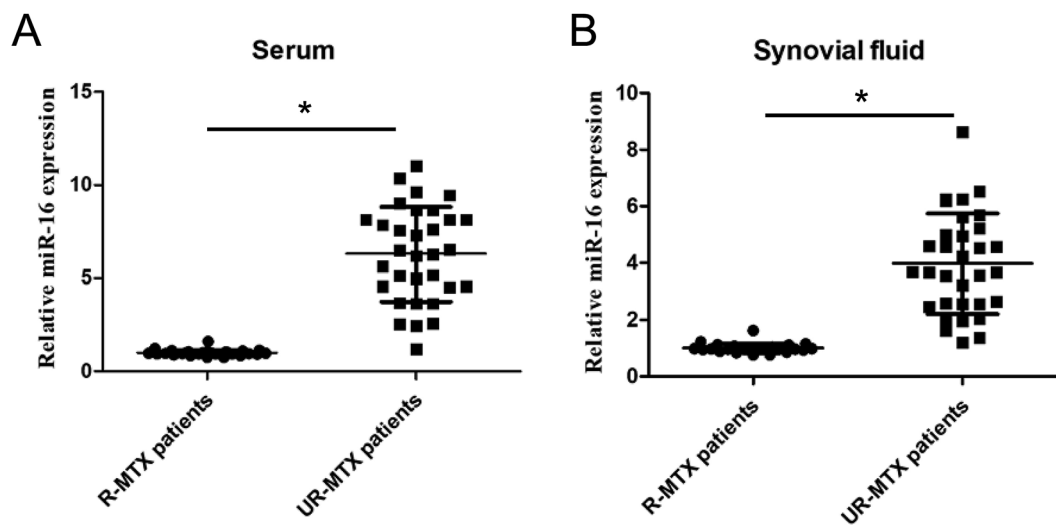 A
Serum
Relative miR-16 expression
15
10
5
0
*
R-MTX patients
UR-MTX patients
B
Synovial fluid
Relative miR-16 expression
10
8
6
4
2
0
*
R-MTX patients
UR-MTX patients